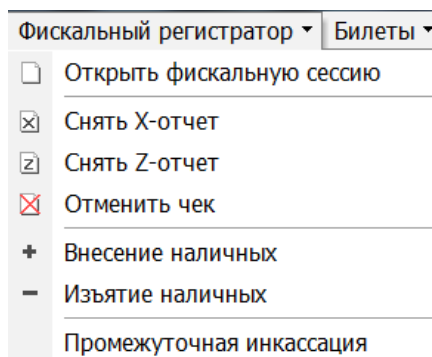 Фискальный регистратор Билеты
Открыть фискальную сессию
Снять X-отчет
Снять Z-отчет
Отменить чек
Внесение наличных
Изъятие наличных
Промежуточная инкассация